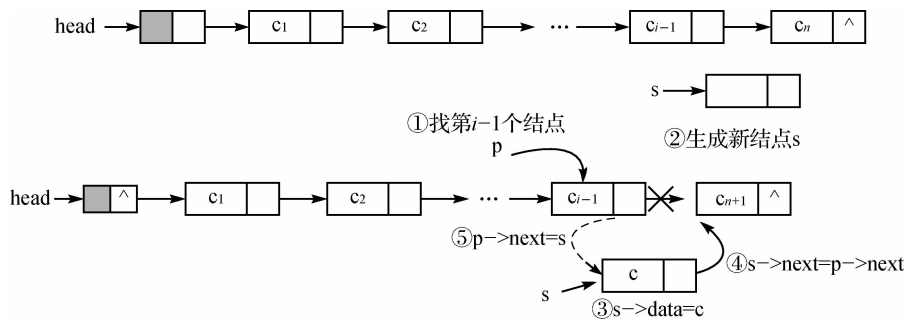 head c₁ c₂ ··· cᵢ₋₁ cₙ ^
s
①找第i−1个结点
②生成新结点s
p
head ^ c₁ c₂ ··· cᵢ₋₁ cₙ₊₁ ^
⑤p−>next=s
④s−>next=p−>next
c
s
③s−>data=c